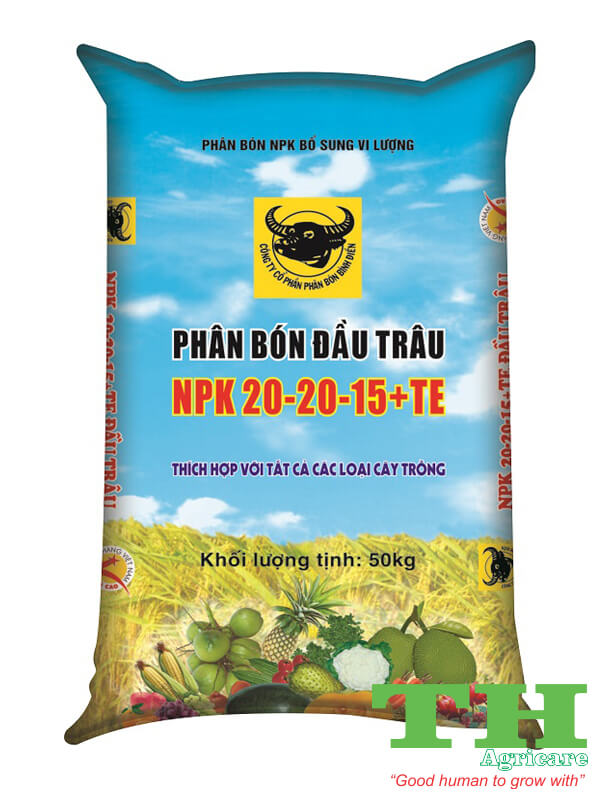 PHÂN BÓN NPK BỔ SUNG VI LƯỢNG
CÔNG TY CỔ PHẦN PHÂN BÓN BÌNH ĐIỀN
PHÂN BÓN ĐẦU TRÂU
NPK 20-20-15+TE
THÍCH HỢP VỚI TẤT CẢ CÁC LOẠI CÂY TRỒNG
Khối lượng tịnh: 50kg
NPK 20-20-15+TE ĐẦU TRÂU
NPK 20-20-15+TE ĐẦU TRÂU
TH
Agricare
“Good human to grow with”